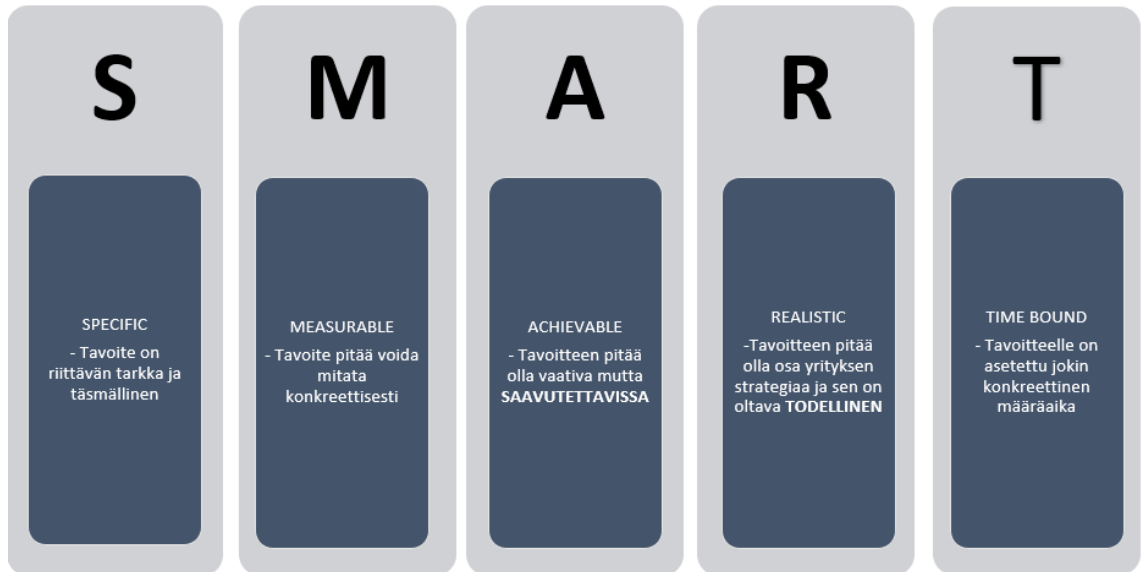 S
SPECIFIC
- Tavoite on
riittävän tarkka ja
täsmällinen
M
MEASURABLE
- Tavoite pitää voida
mitata
konkreettisesti
A
ACHIEVABLE
- Tavoitteen pitää
olla vaativa mutta
SAAVUTETTAVISSA
R
REALISTIC
-Tavoitteen pitää
olla osa yrityksen
strategiaa ja sen on
oltava TODELLINEN
T
TIME BOUND
- Tavoitteelle on
asetettu jokin
konkreettinen
määräaika